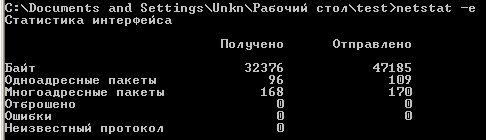 C:\Documents and Settings\Unkn\Рабочий стол\test>netstat -e
Статистика интерфейса
Получено Отправлено
Байт 32376 47185
Одноадресные пакеты 96 109
Многоадресные пакеты 168 170
Отброшено 0 0
Ошибки 0 0
Неизвестный протокол 0